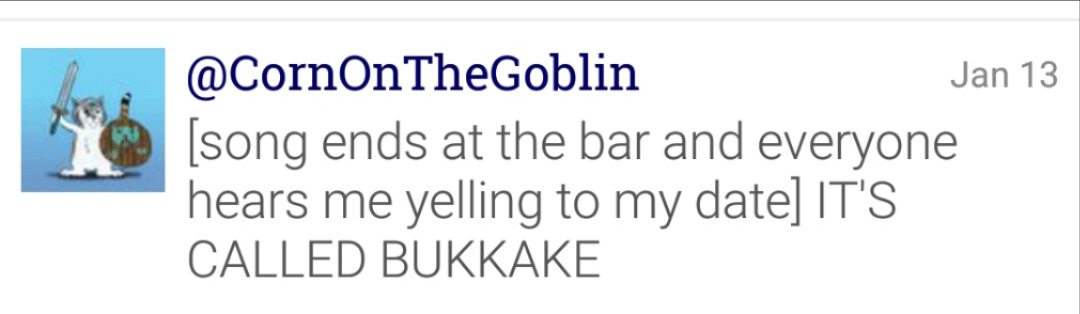 @CornOnTheGoblin
Jan 13
[song ends at the bar and everyone
hears me yelling to my date] IT'S
CALLED BUKKAKE